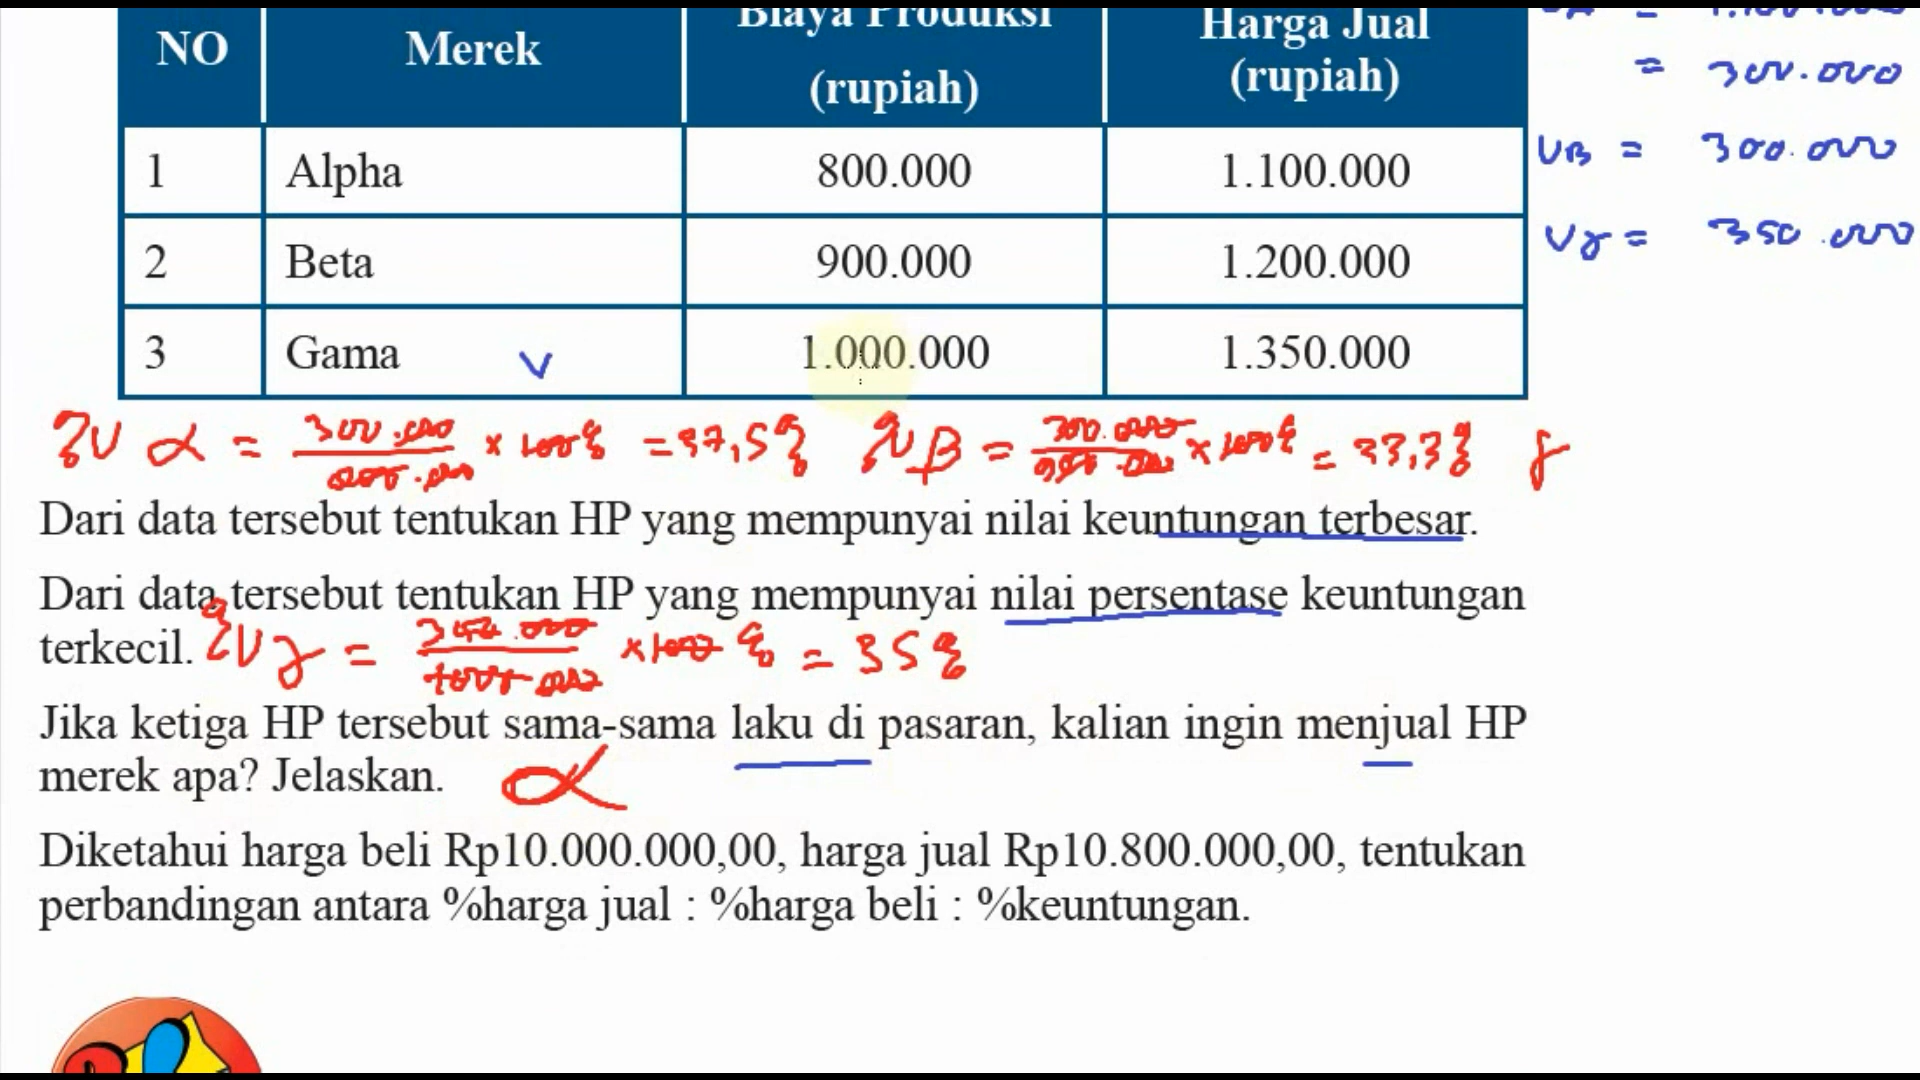 NO Merek Biaya Produksi (rupiah) Harga Jual (rupiah)
= 300.000
1 Alpha 800.000 1.100.000
UB = 300.000
2 Beta 900.000 1.200.000
Uγ = 350.000
3 Gama V 1.000.000 1.350.000
%U α = 300.000 / 800.000 × 100% = 37,5% %U β = 300.000 / 900.000 × 100% = 33,3% γ
Dari data tersebut tentukan HP yang mempunyai nilai keuntungan terbesar.
Dari data tersebut tentukan HP yang mempunyai nilai persentase keuntungan
terkecil. %U γ = 350.000 / 1000.000 × 100 % = 35%
Jika ketiga HP tersebut sama-sama laku di pasaran, kalian ingin menjual HP
merek apa? Jelaskan. α
Diketahui harga beli Rp10.000.000,00, harga jual Rp10.800.000,00, tentukan
perbandingan antara %harga jual : %harga beli : %keuntungan.